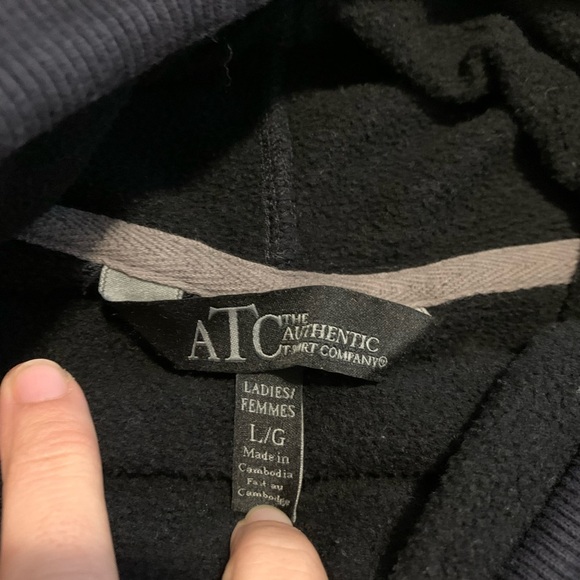 ATC THE
AUTHENTIC
T-SHIRT COMPANY®
LADIES/
FEMMES
L/G
Made in
Cambodia
Fait au
Cambodge